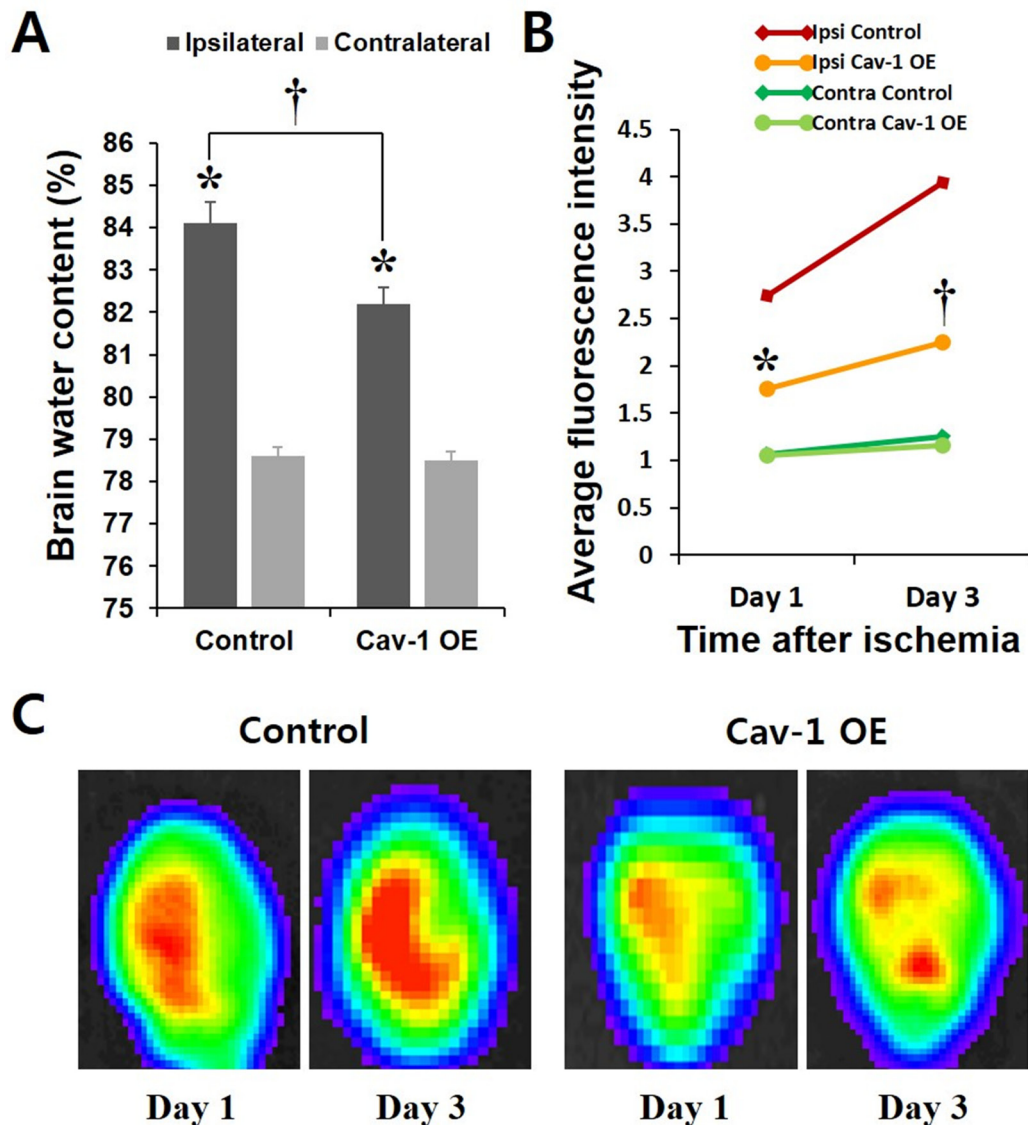 A
Ipsilateral Contralateral
†
Brain water content (%)
86
85
84
83
82
81
80
79
78
77
76
75
*
*
Control Cav-1 OE
B
Ipsi Control
Ipsi Cav-1 OE
Contra Control
Contra Cav-1 OE
Average fluorescence intensity
4.5
4
3.5
3
2.5
2
1.5
1
0.5
0
*
†
Day 1 Day 3
Time after ischemia
C
Control Cav-1 OE
Day 1 Day 3 Day 1 Day 3